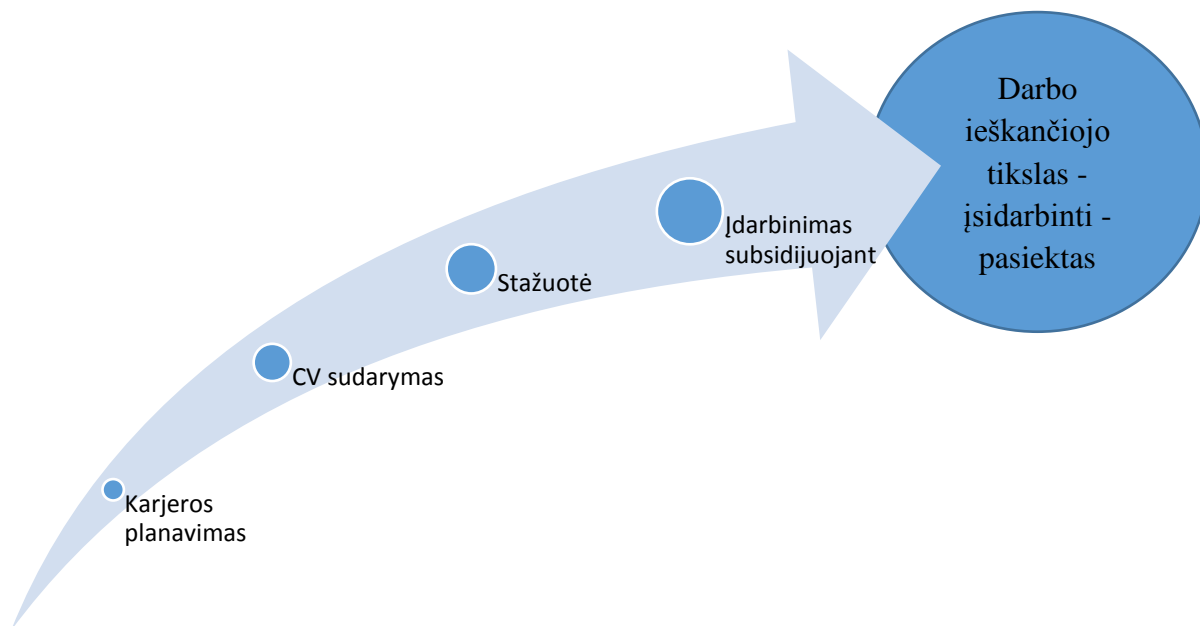 Karjeros
planavimas
CV sudarymas
Stažuotė
Įdarbinimas
subsidijuojant
Darbo
ieškančiojo
tikslas -
įsidarbinti -
pasiektas